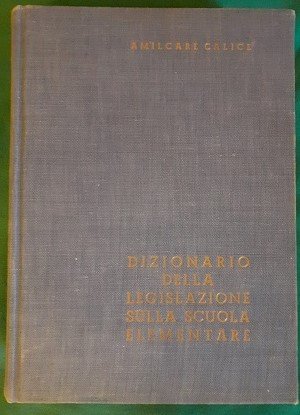 AMILCARE CALICE
DIZIONARIO
DELLA
LEGISLAZIONE
SULLA SCUOLA
ELEMENTARE